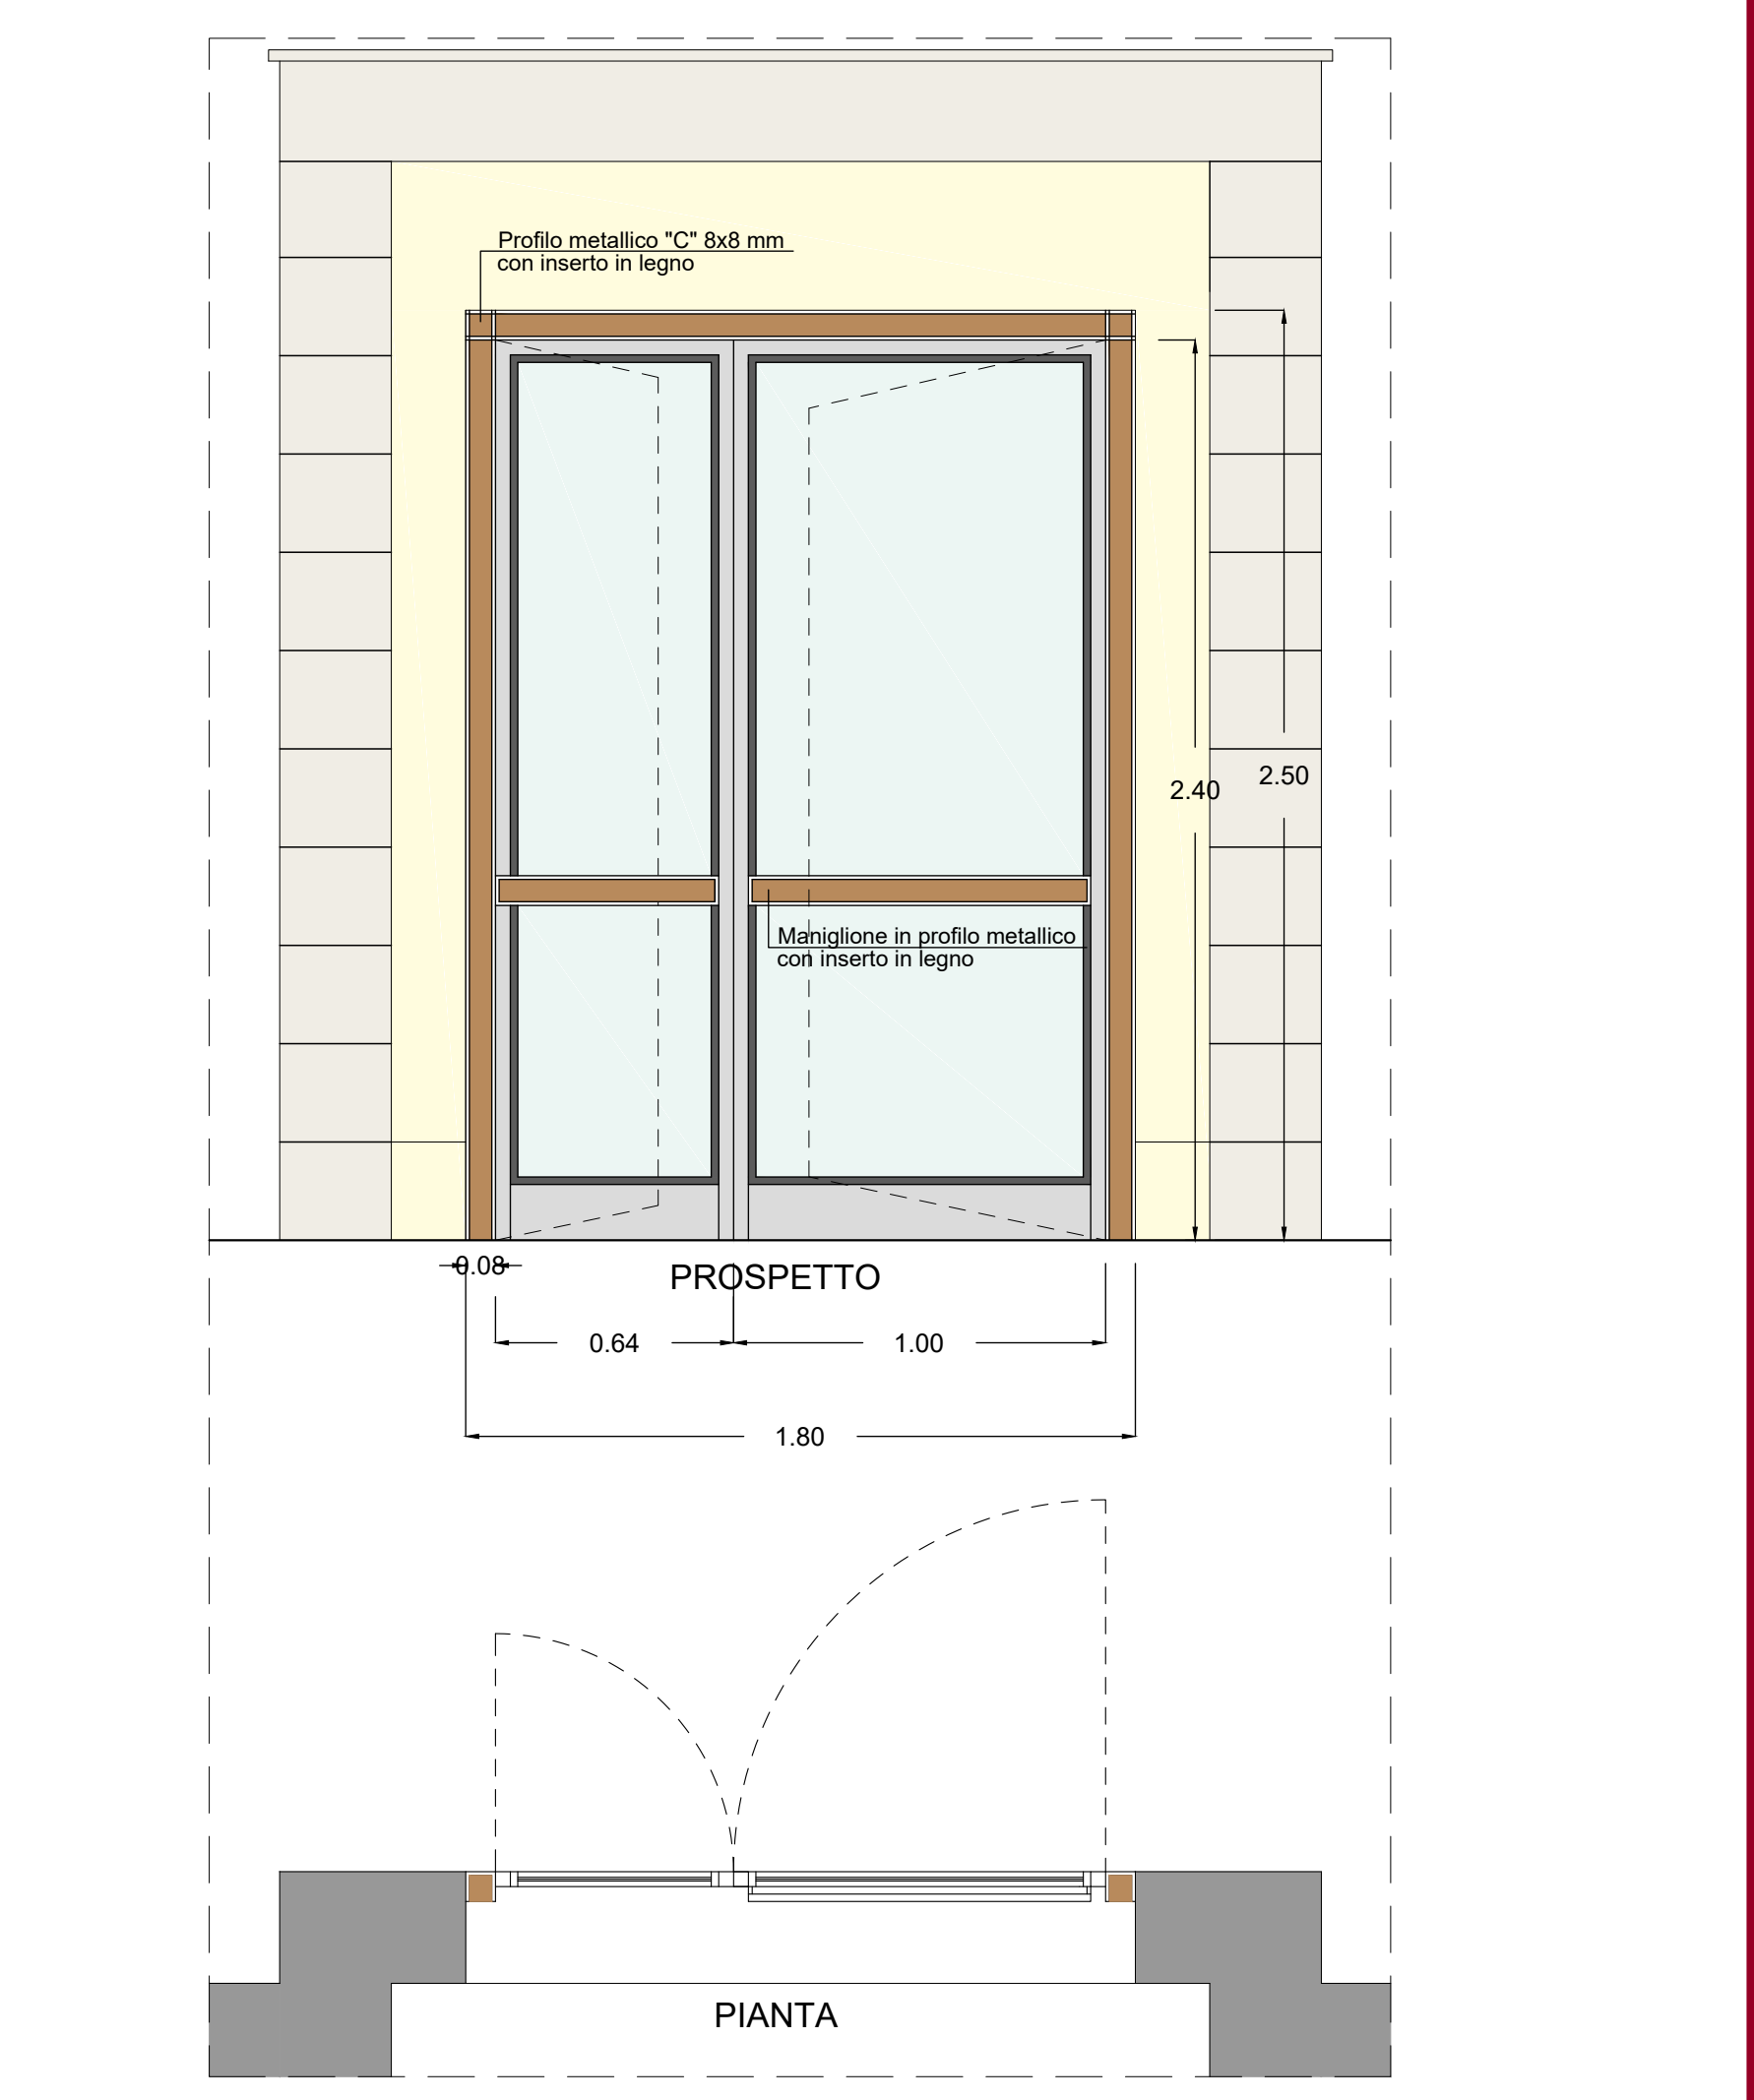 Profilo metallico "C" 8x8 mm
con inserto in legno
2.40
2.50
Maniglione in profilo metallico
con inserto in legno
0.08
PROSPETTO
0.64
1.00
1.80
PIANTA